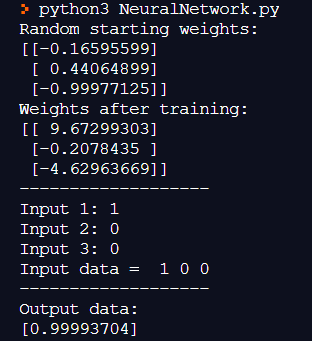 > python3 NeuralNetwork.py
Random starting weights:
[[-0.16595599]
 [ 0.44064899]
 [-0.99977125]]
Weights after training:
[[ 9.67299303]
 [-0.2078435 ]
 [-4.62963669]]
-------------------
Input 1: 1
Input 2: 0
Input 3: 0
Input data =  1 0 0
-------------------
Output data:
[0.99993704]